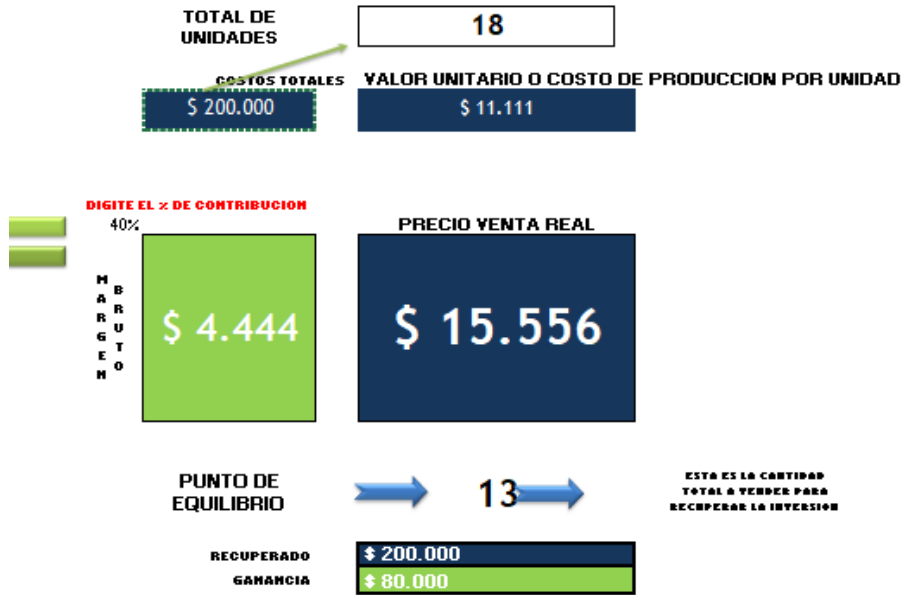 TOTAL DE
UNIDADES
18
COSTOS TOTALES
VALOR UNITARIO O COSTO DE PRODUCCION POR UNIDAD
$ 200.000
$ 11.111
DIGITE EL % DE CONTRIBUCION
40%
PRECIO VENTA REAL
MARGEN
BRUTO
$ 4.444
$ 15.556
PUNTO DE
EQUILIBRIO
13
ESTA ES LA CANTIDAD
TOTAL A VENDER PARA
RECUPERAR LA INVERSION
RECUPERADO
$ 200.000
GANANCIA
$ 80.000